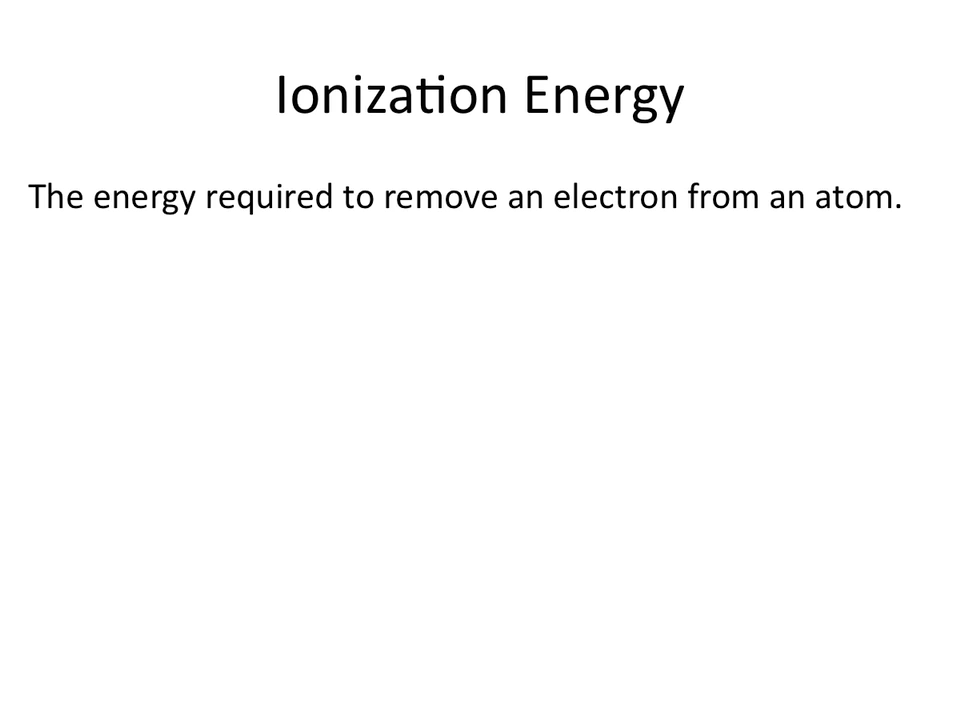 Ionization Energy
The energy required to remove an electron from an atom.